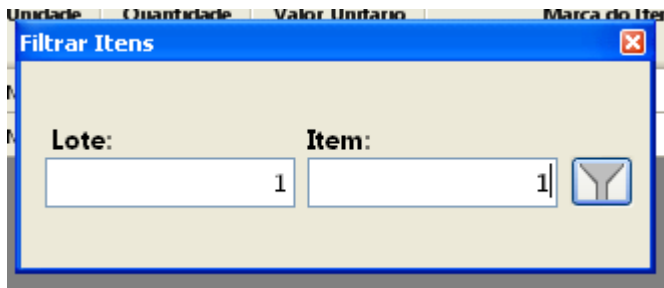 Unidade Quantidade Valor Unitario Marca do Ite
Filtrar Itens
Lote: Item:
1 1